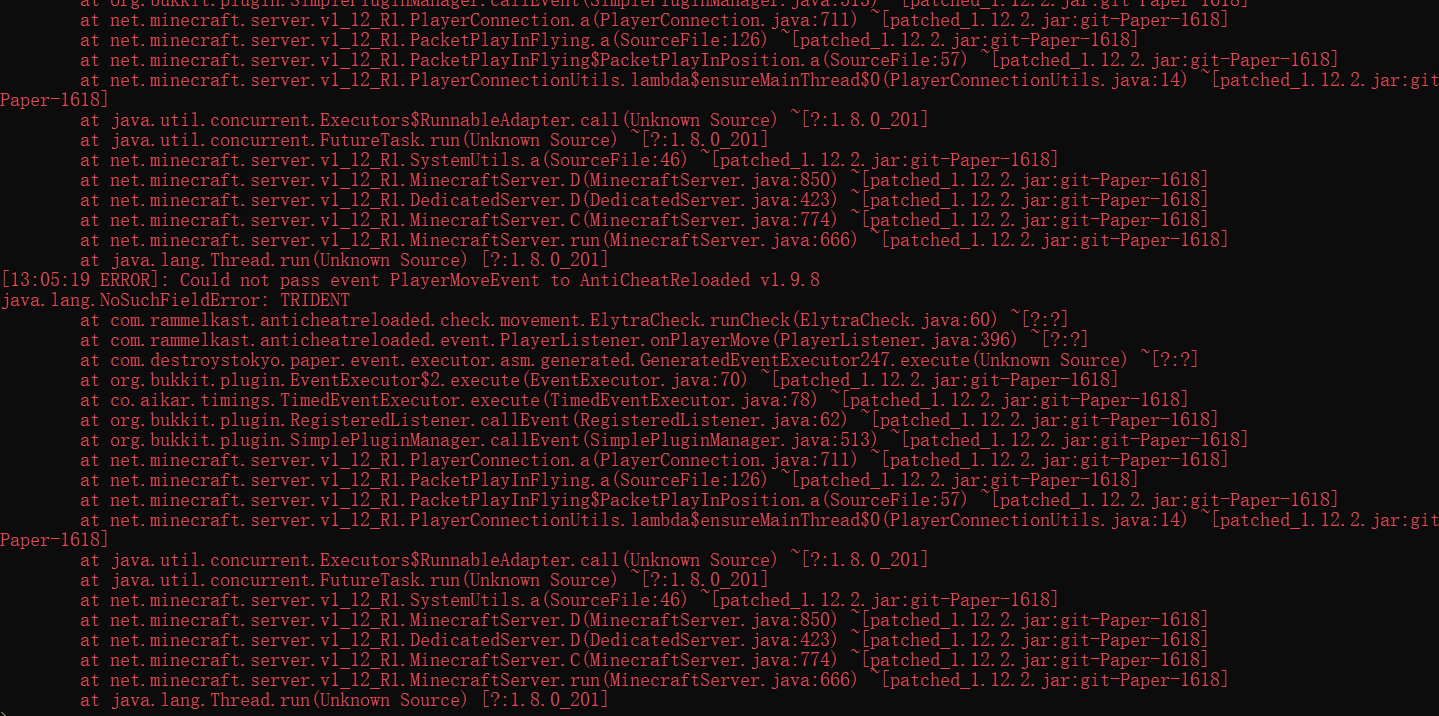 at org.bukkit.plugin.SimplePluginManager.callEvent(SimplePluginManager.java:513) ~[patched_1.12.2.jar:git-Paper-1618]
at net.minecraft.server.v1_12_R1.PlayerConnection.a(PlayerConnection.java:711) ~[patched_1.12.2.jar:git-Paper-1618]
at net.minecraft.server.v1_12_R1.PacketPlayInFlying.a(SourceFile:126) ~[patched_1.12.2.jar:git-Paper-1618]
at net.minecraft.server.v1_12_R1.PacketPlayInFlying$PacketPlayInPosition.a(SourceFile:57) ~[patched_1.12.2.jar:git-Paper-1618]
at net.minecraft.server.v1_12_R1.PlayerConnectionUtils.lambda$ensureMainThread$0(PlayerConnectionUtils.java:14) ~[patched_1.12.2.jar:git
Paper-1618]
at java.util.concurrent.Executors$RunnableAdapter.call(Unknown Source) ~[?:1.8.0_201]
at java.util.concurrent.FutureTask.run(Unknown Source) ~[?:1.8.0_201]
at net.minecraft.server.v1_12_R1.SystemUtils.a(SourceFile:46) ~[patched_1.12.2.jar:git-Paper-1618]
at net.minecraft.server.v1_12_R1.MinecraftServer.D(MinecraftServer.java:850) ~[patched_1.12.2.jar:git-Paper-1618]
at net.minecraft.server.v1_12_R1.DedicatedServer.D(DedicatedServer.java:423) ~[patched_1.12.2.jar:git-Paper-1618]
at net.minecraft.server.v1_12_R1.MinecraftServer.C(MinecraftServer.java:774) ~[patched_1.12.2.jar:git-Paper-1618]
at net.minecraft.server.v1_12_R1.MinecraftServer.run(MinecraftServer.java:666) ~[patched_1.12.2.jar:git-Paper-1618]
at java.lang.Thread.run(Unknown Source) [?:1.8.0_201]
[13:05:19 ERROR]: Could not pass event PlayerMoveEvent to AntiCheatReloaded v1.9.8
java.lang.NoSuchFieldError: TRIDENT
at com.rammelkast.anticheatreloaded.check.movement.ElytraCheck.runCheck(ElytraCheck.java:60) ~[?:?]
at com.rammelkast.anticheatreloaded.event.PlayerListener.onPlayerMove(PlayerListener.java:396) ~[?:?]
at com.destroystokyo.paper.event.executor.asm.generated.GeneratedEventExecutor247.execute(Unknown Source) ~[?:?]
at org.bukkit.plugin.EventExecutor$2.execute(EventExecutor.java:70) ~[patched_1.12.2.jar:git-Paper-1618]
at co.aikar.timings.TimedEventExecutor.execute(TimedEventExecutor.java:78) ~[patched_1.12.2.jar:git-Paper-1618]
at org.bukkit.plugin.RegisteredListener.callEvent(RegisteredListener.java:62) ~[patched_1.12.2.jar:git-Paper-1618]
at org.bukkit.plugin.SimplePluginManager.callEvent(SimplePluginManager.java:513) ~[patched_1.12.2.jar:git-Paper-1618]
at net.minecraft.server.v1_12_R1.PlayerConnection.a(PlayerConnection.java:711) ~[patched_1.12.2.jar:git-Paper-1618]
at net.minecraft.server.v1_12_R1.PacketPlayInFlying.a(SourceFile:126) ~[patched_1.12.2.jar:git-Paper-1618]
at net.minecraft.server.v1_12_R1.PacketPlayInFlying$PacketPlayInPosition.a(SourceFile:57) ~[patched_1.12.2.jar:git-Paper-1618]
at net.minecraft.server.v1_12_R1.PlayerConnectionUtils.lambda$ensureMainThread$0(PlayerConnectionUtils.java:14) ~[patched_1.12.2.jar:git
Paper-1618]
at java.util.concurrent.Executors$RunnableAdapter.call(Unknown Source) ~[?:1.8.0_201]
at java.util.concurrent.FutureTask.run(Unknown Source) ~[?:1.8.0_201]
at net.minecraft.server.v1_12_R1.SystemUtils.a(SourceFile:46) ~[patched_1.12.2.jar:git-Paper-1618]
at net.minecraft.server.v1_12_R1.MinecraftServer.D(MinecraftServer.java:850) ~[patched_1.12.2.jar:git-Paper-1618]
at net.minecraft.server.v1_12_R1.DedicatedServer.D(DedicatedServer.java:423) ~[patched_1.12.2.jar:git-Paper-1618]
at net.minecraft.server.v1_12_R1.MinecraftServer.C(MinecraftServer.java:774) ~[patched_1.12.2.jar:git-Paper-1618]
at net.minecraft.server.v1_12_R1.MinecraftServer.run(MinecraftServer.java:666) ~[patched_1.12.2.jar:git-Paper-1618]
at java.lang.Thread.run(Unknown Source) [?:1.8.0_201]